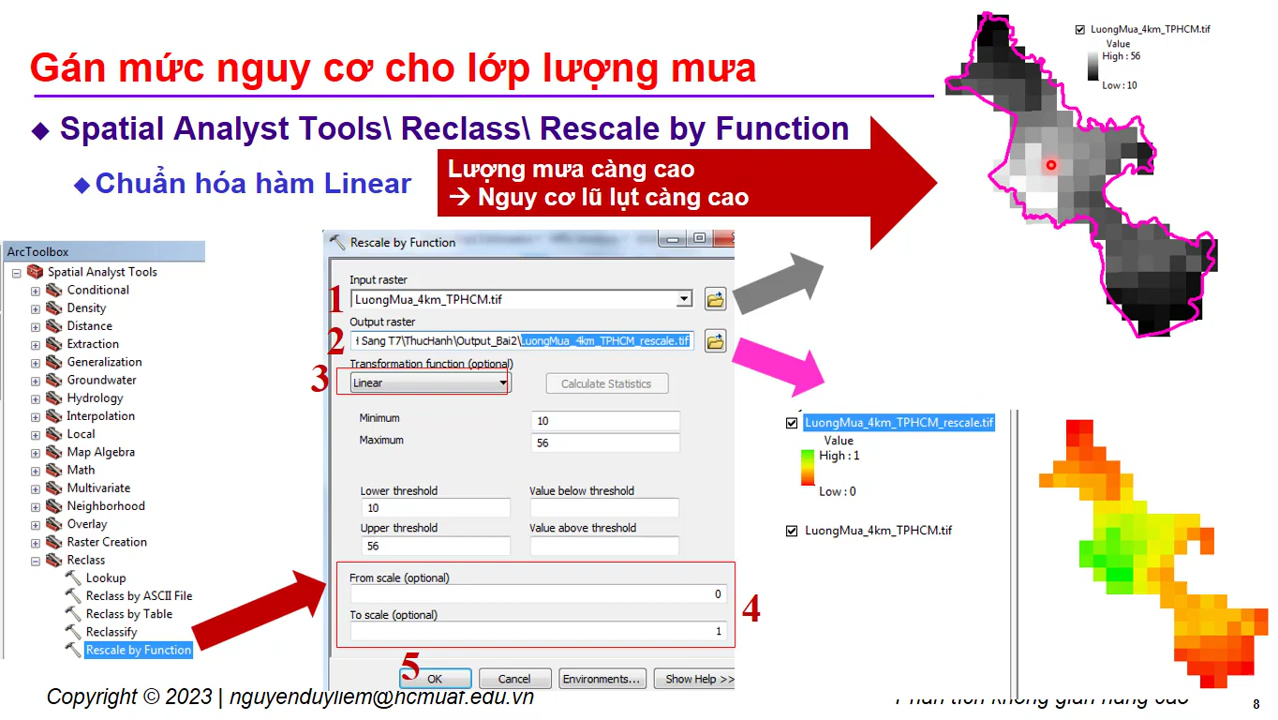 Gán mức nguy cơ cho lớp lượng mưa
Spatial Analyst Tools\ Reclass\ Rescale by Function
Chuẩn hóa hàm Linear
Lượng mưa càng cao
→ Nguy cơ lũ lụt càng cao
LuongMua_4km_TPHCM.tif
Value
High : 56
Low : 10
ArcToolbox
Spatial Analyst Tools
Conditional
Density
Distance
Extraction
Generalization
Groundwater
Hydrology
Interpolation
Local
Map Algebra
Math
Multivariate
Neighborhood
Overlay
Raster Creation
Reclass
Lookup
Reclass by ASCII File
Reclass by Table
Reclassify
Rescale by Function
Rescale by Function
Input raster
1 LuongMua_4km_TPHCM.tif
Output raster
2 Sang T7\ThucHanh\Output_Bai2\LuongMua_4km_TPHCM_rescale.tif
Transformation function (optional)
3 Linear
Calculate Statistics
Minimum 10
Maximum 56
Lower threshold Value below threshold
10
Upper threshold Value above threshold
56
From scale (optional)
0
4
To scale (optional)
1
5
OK Cancel Environments... Show Help >>
LuongMua_4km_TPHCM_rescale.tif
Value
High : 1
Low : 0
LuongMua_4km_TPHCM.tif
Copyright © 2023 | nguyenduyliem@hcmuaf.edu.vn
Phân tích không gian nâng cao
8